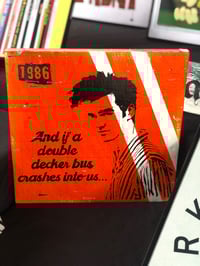 1986
And if a
double
decker bus
crashes into us...
R
K